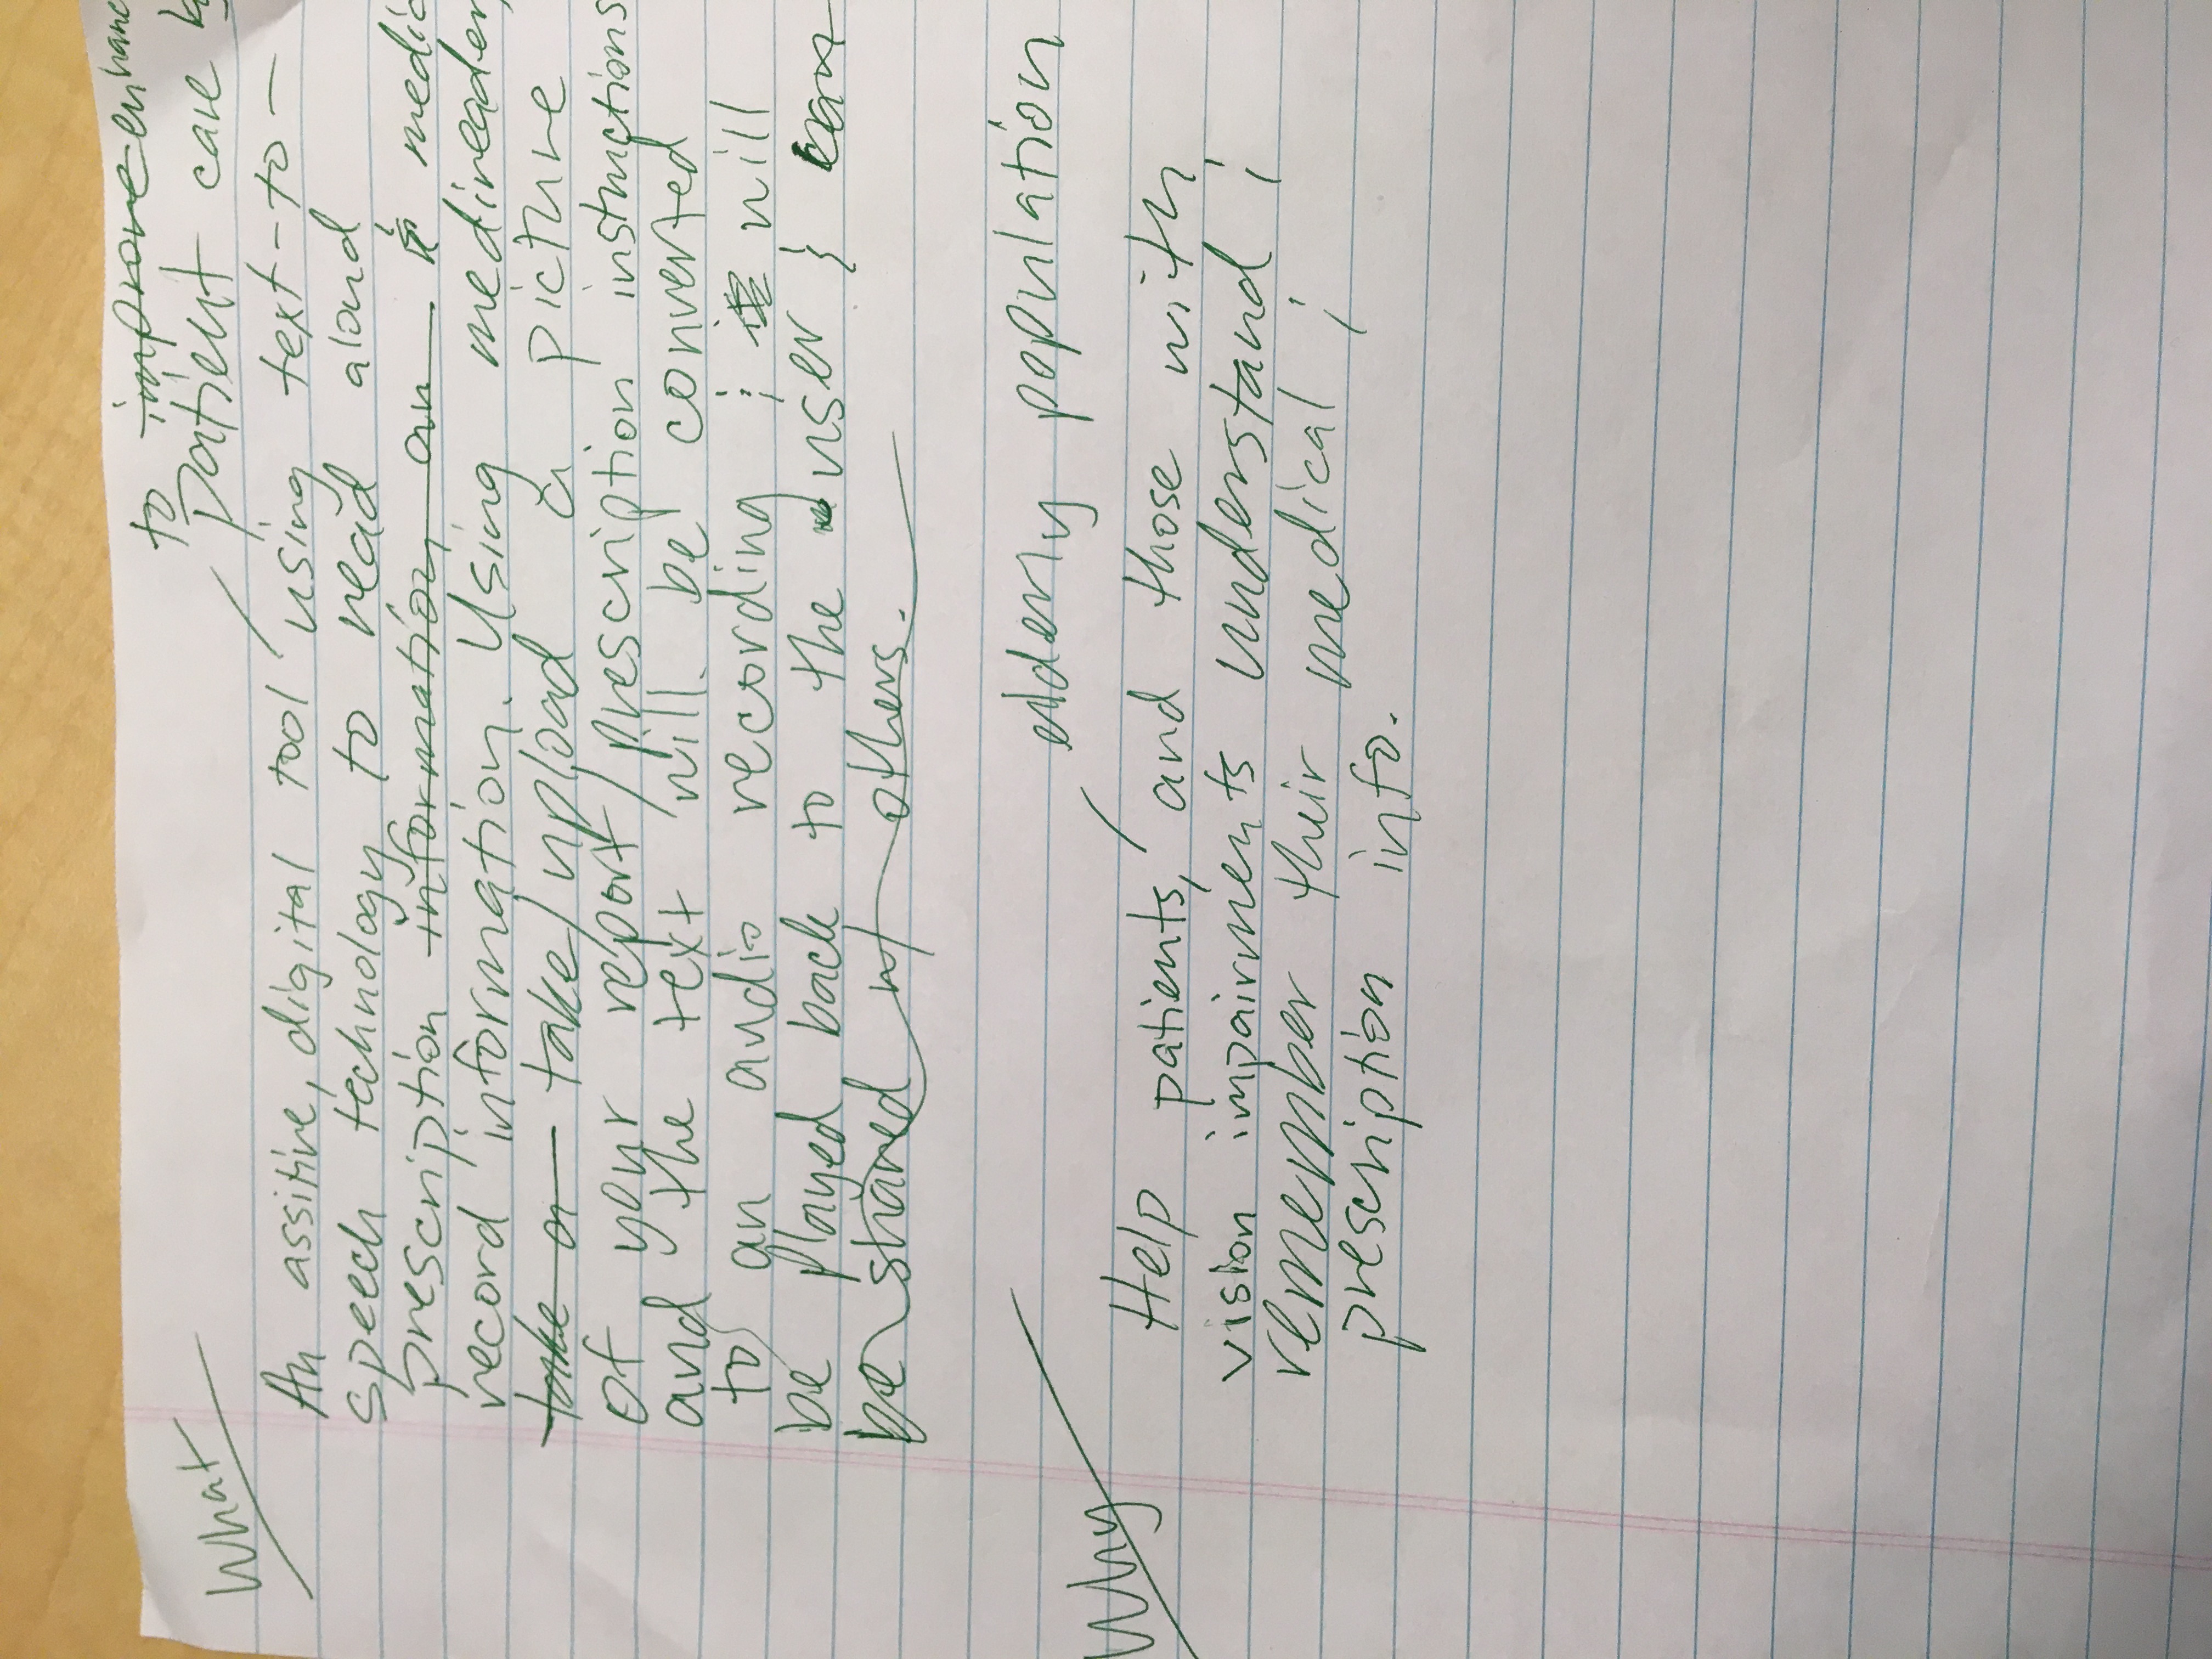 to improve enhanc
patient care
What
An assitive, digital tool using text-to-
speech technology to read aloud
prescription information an & medic
record information. Using medireader,
take a take/upload a picture
of your report/prescription instructions
and the text will be converted
to an audio recording & will
be played back to the user & can
be shared w/ others.
elderly population
Why
Help patients, and those with
vision impairments understand &
remember their medical &
prescription info.